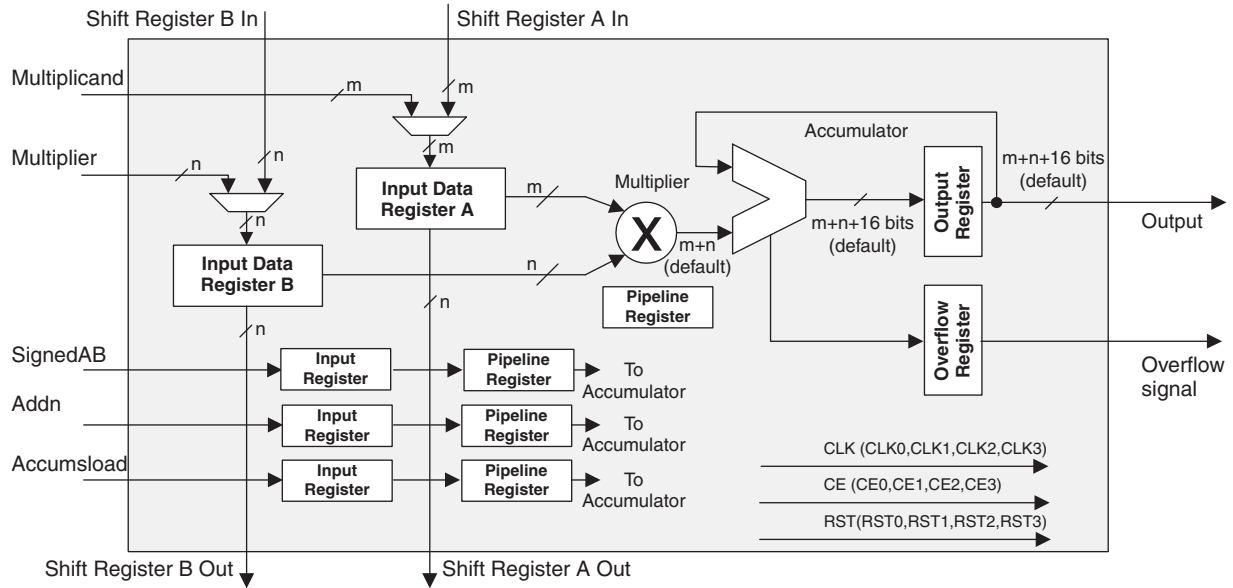 Shift Register B In
Shift Register A In
Multiplicand
m
m
Multiplier
n
n
m
Accumulator
m+n+16 bits
(default)
Input Data
Register A
m
Multiplier
X
Output
Register
Output
n
m+n
(default)
m+n+16 bits
(default)
Input Data
Register B
n
n
n
Pipeline
Register
Overflow
Register
SignedAB
Input
Register
Pipeline
Register
To
Accumulator
Overflow
signal
Addn
Input
Register
Pipeline
Register
To
Accumulator
Accumsload
Input
Register
Pipeline
Register
To
Accumulator
CLK (CLK0,CLK1,CLK2,CLK3)
CE (CE0,CE1,CE2,CE3)
RST(RST0,RST1,RST2,RST3)
Shift Register B Out
Shift Register A Out